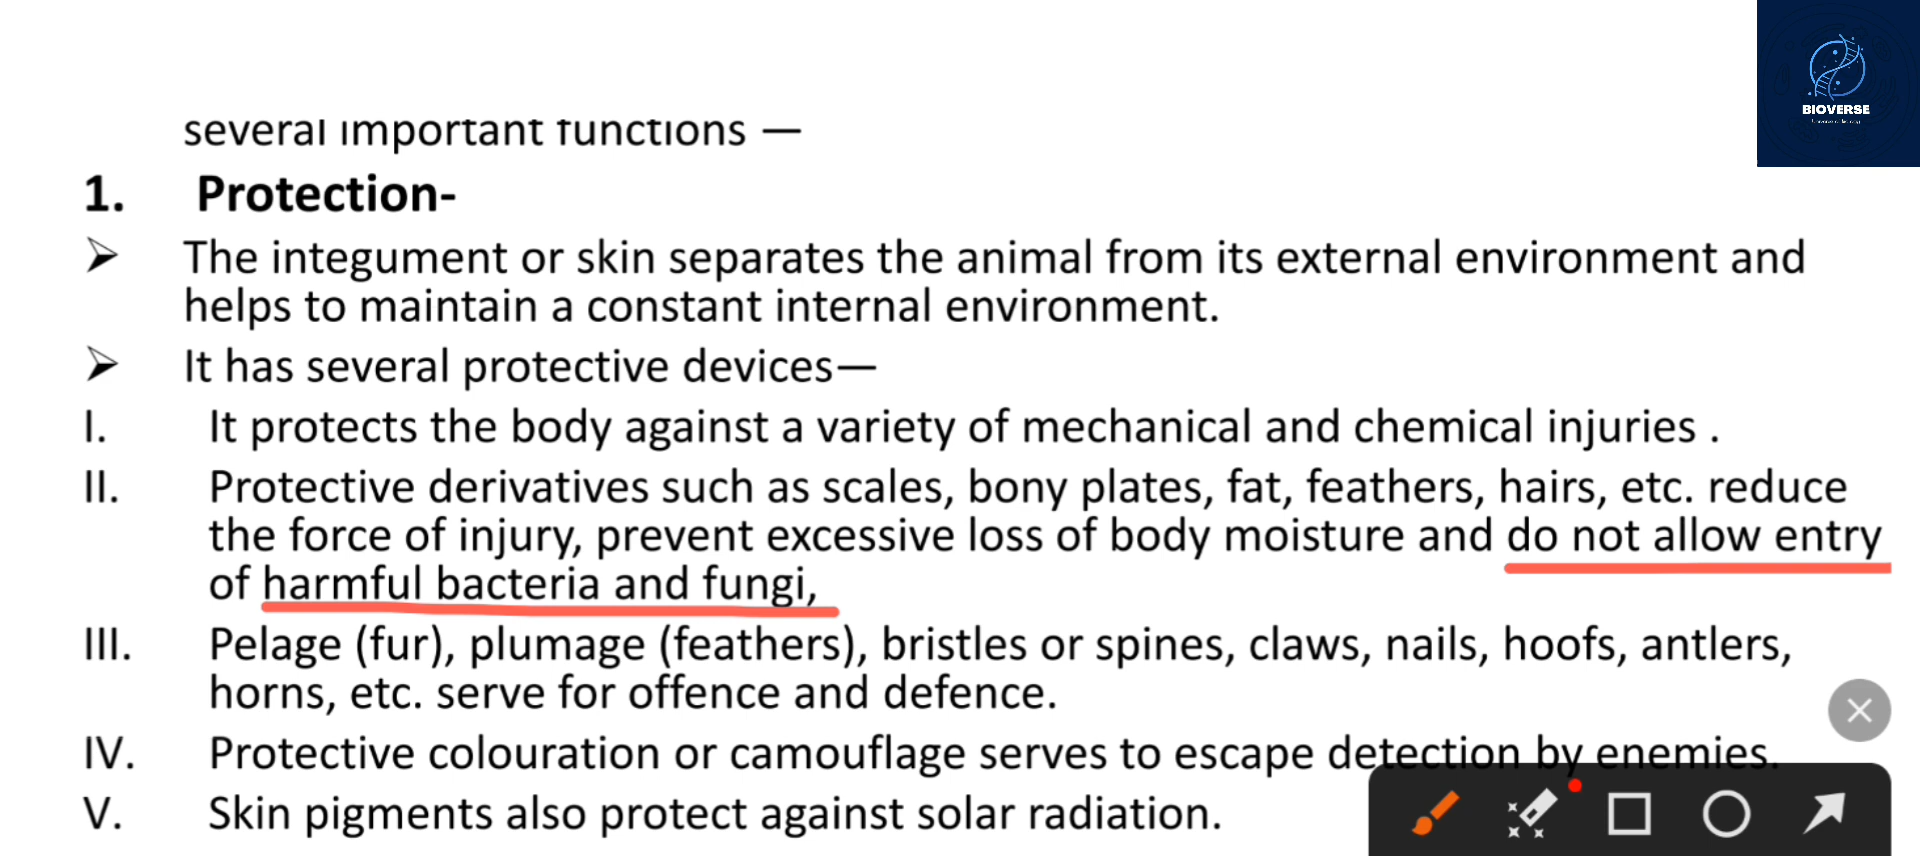 BIOVERSE
several important functions —
1. Protection-
➢ The integument or skin separates the animal from its external environment and
helps to maintain a constant internal environment.
➢ It has several protective devices—
I. It protects the body against a variety of mechanical and chemical injuries .
II. Protective derivatives such as scales, bony plates, fat, feathers, hairs, etc. reduce
the force of injury, prevent excessive loss of body moisture and do not allow entry
of harmful bacteria and fungi,
III. Pelage (fur), plumage (feathers), bristles or spines, claws, nails, hoofs, antlers,
horns, etc. serve for offence and defence.
IV. Protective colouration or camouflage serves to escape detection by enemies.
V. Skin pigments also protect against solar radiation.